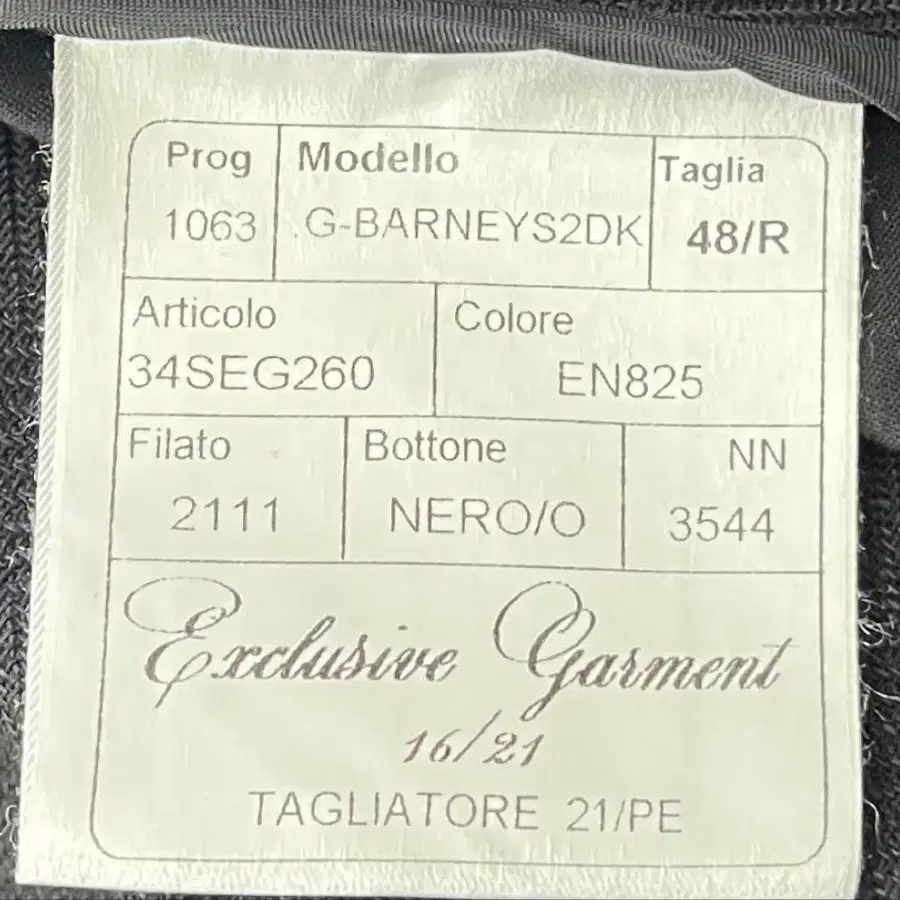 Prog Modello Taglia
1063 .G-BARNEYS2DK 48/R
Articolo Colore
34SEG260 EN825
Filato Bottone NN
2111 NERO/O 3544
Exclusive Garment
16/21
TAGLIATORE 21/PE